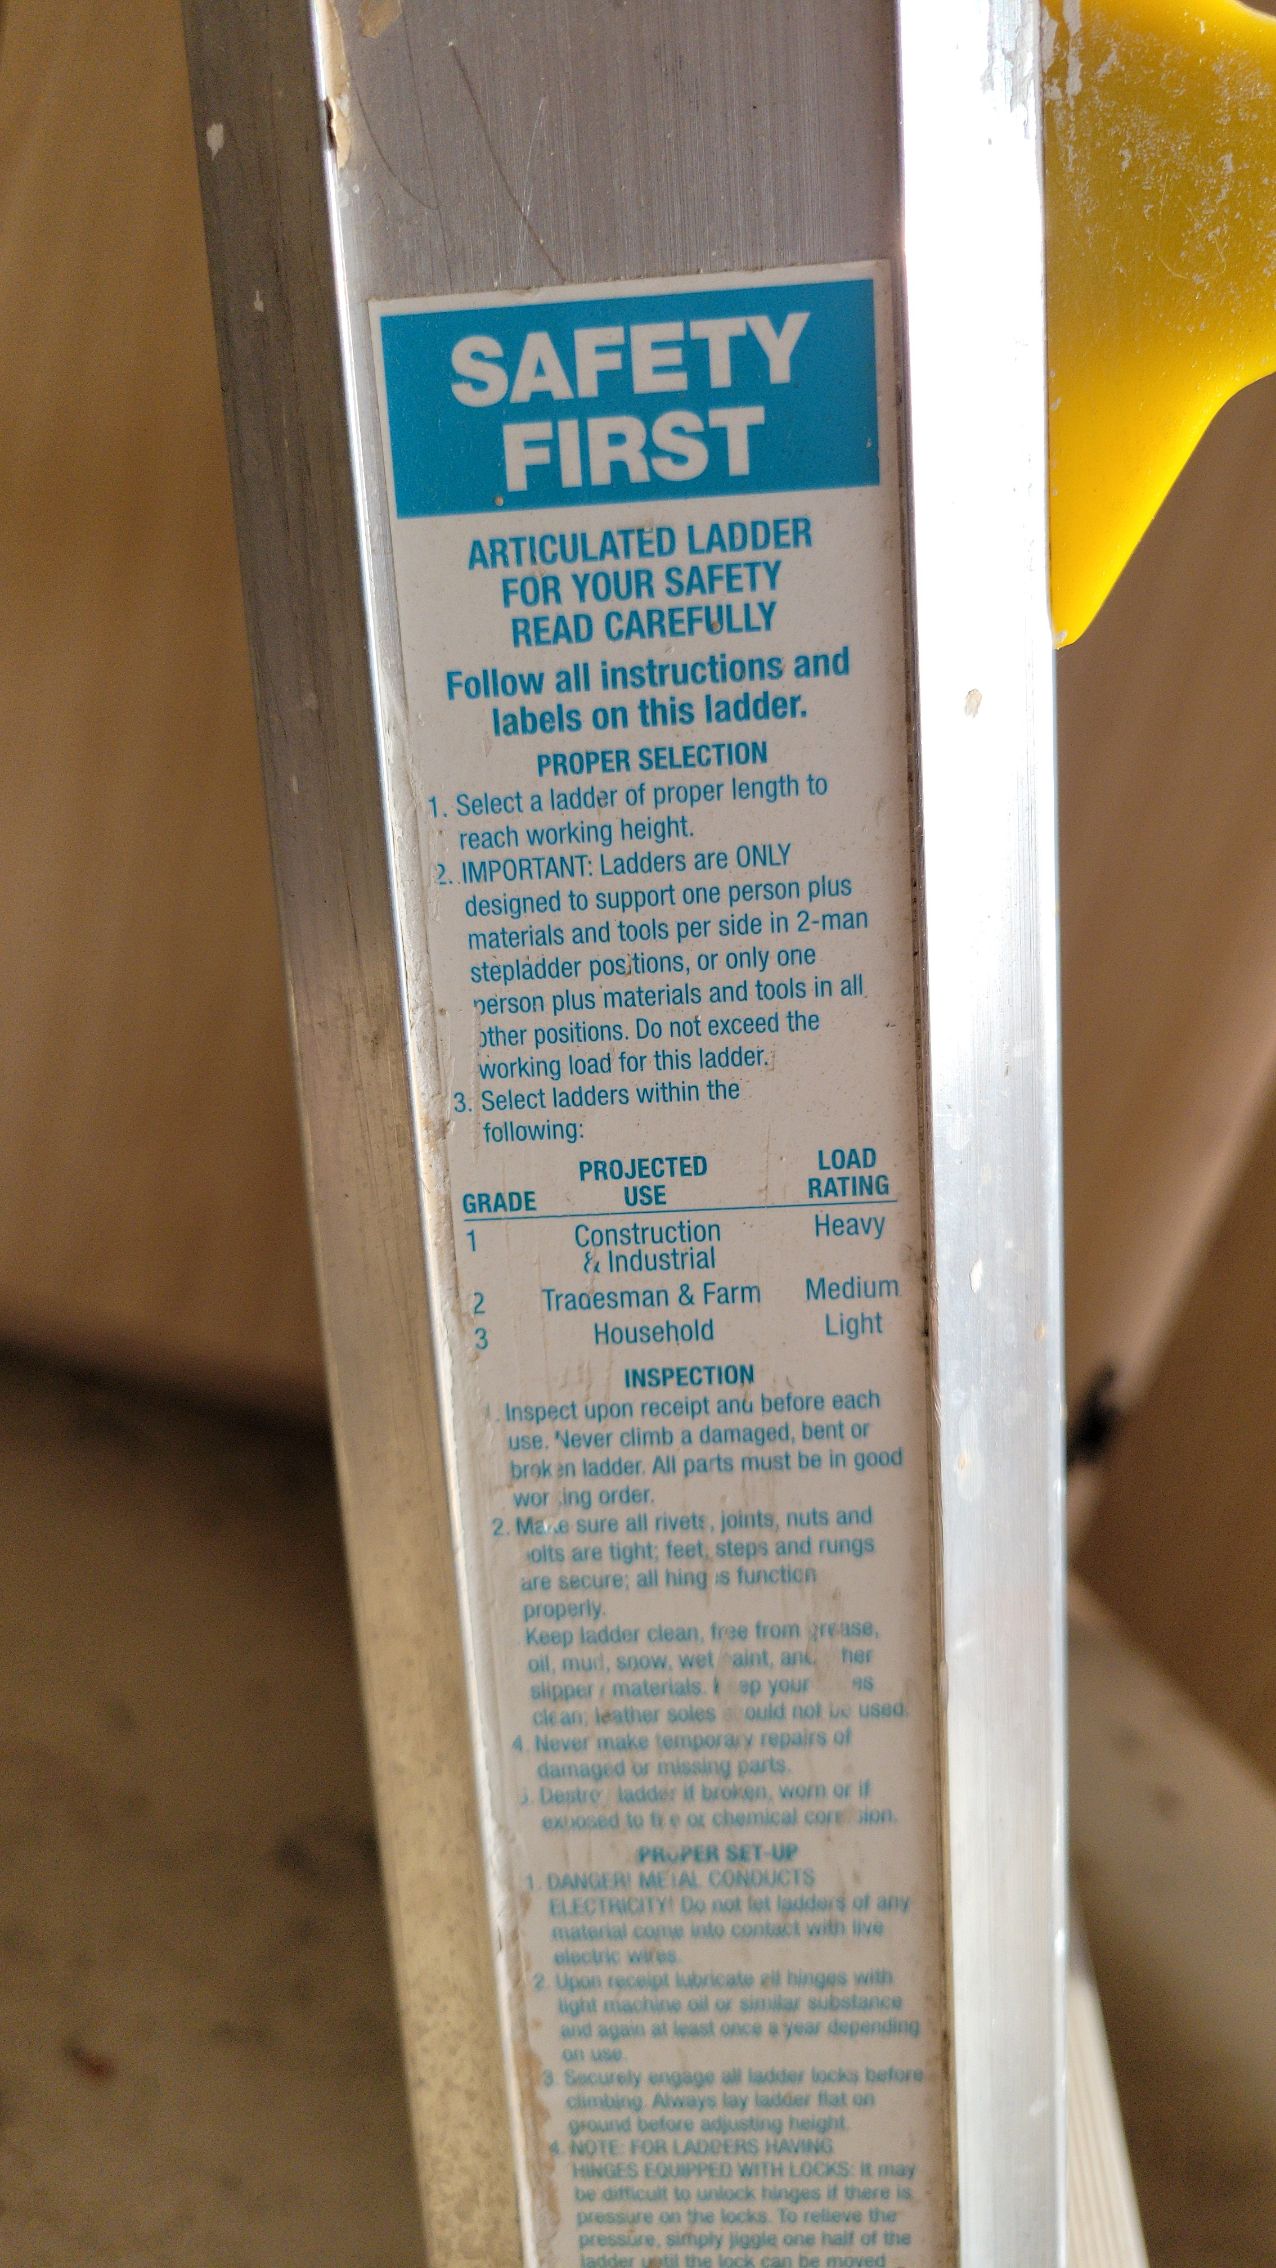 SAFETY
FIRST
ARTICULATED LADDER
FOR YOUR SAFETY
READ CAREFULLY
Follow all instructions and
labels on this ladder.
PROPER SELECTION
1. Select a ladder of proper length to
reach working height.
2. IMPORTANT: Ladders are ONLY
designed to support one person plus
materials and tools per side in 2-man
stepladder positions, or only one
person plus materials and tools in all
other positions. Do not exceed the
working load for this ladder.
3. Select ladders within the
following:
GRADE PROJECTED USE LOAD RATING
1 Construction & Industrial Heavy
2 Tradesman & Farm Medium
3 Household Light
INSPECTION
Inspect upon receipt and before each
use. Never climb a damaged, bent or
broken ladder. All parts must be in good
working order.
2. Make sure all rivets, joints, nuts and
bolts are tight; feet, steps and rungs
are secure; all hinges function
properly.
Keep ladder clean, free from grease,
oil, mud, snow, wet paint, and
slippery materials. your
clean; leather soles should not be used.
4. Never make temporary repairs of
damaged or missing parts.
5. Destroy ladder if broken, worn or if
exposed to fire or chemical corrosion.
PROPER SET-UP
1. DANGER! METAL CONDUCTS
ELECTRICITY! Do not let ladders of any
material come into contact with live
electric wires.
2. Upon receipt lubricate all hinges with
light machine oil or similar substance
and again at least once a year depending
on use.
3. Securely engage all ladder locks before
climbing. Always lay ladder flat on
ground before adjusting height.
4. NOTE: FOR LADDERS HAVING
HINGES EQUIPPED WITH LOCKS: It may
be difficult to unlock hinges if there is
pressure on the locks. To relieve the
pressure, simply jiggle one half of the
ladder until the lock can be moved